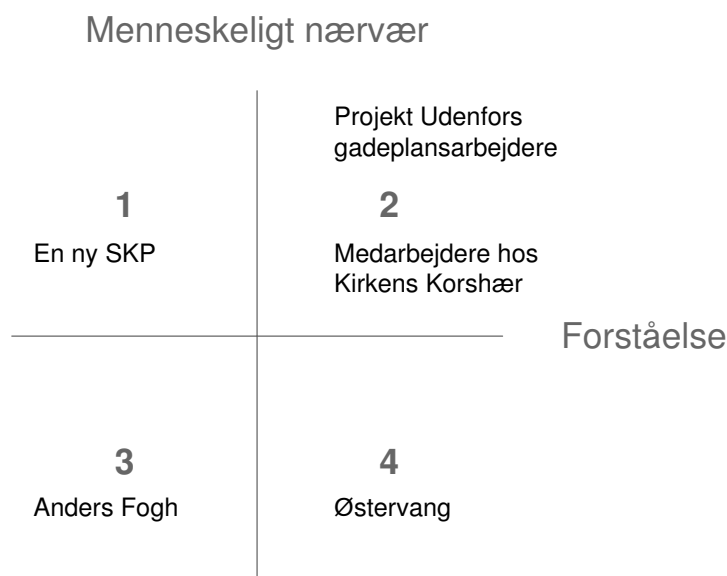 Menneskeligt nærvær
Projekt Udenfors
gadeplansarbejdere
1
2
En ny SKP
Medarbejdere hos
Kirkens Korshær
Forståelse
3
4
Anders Fogh
Østervang